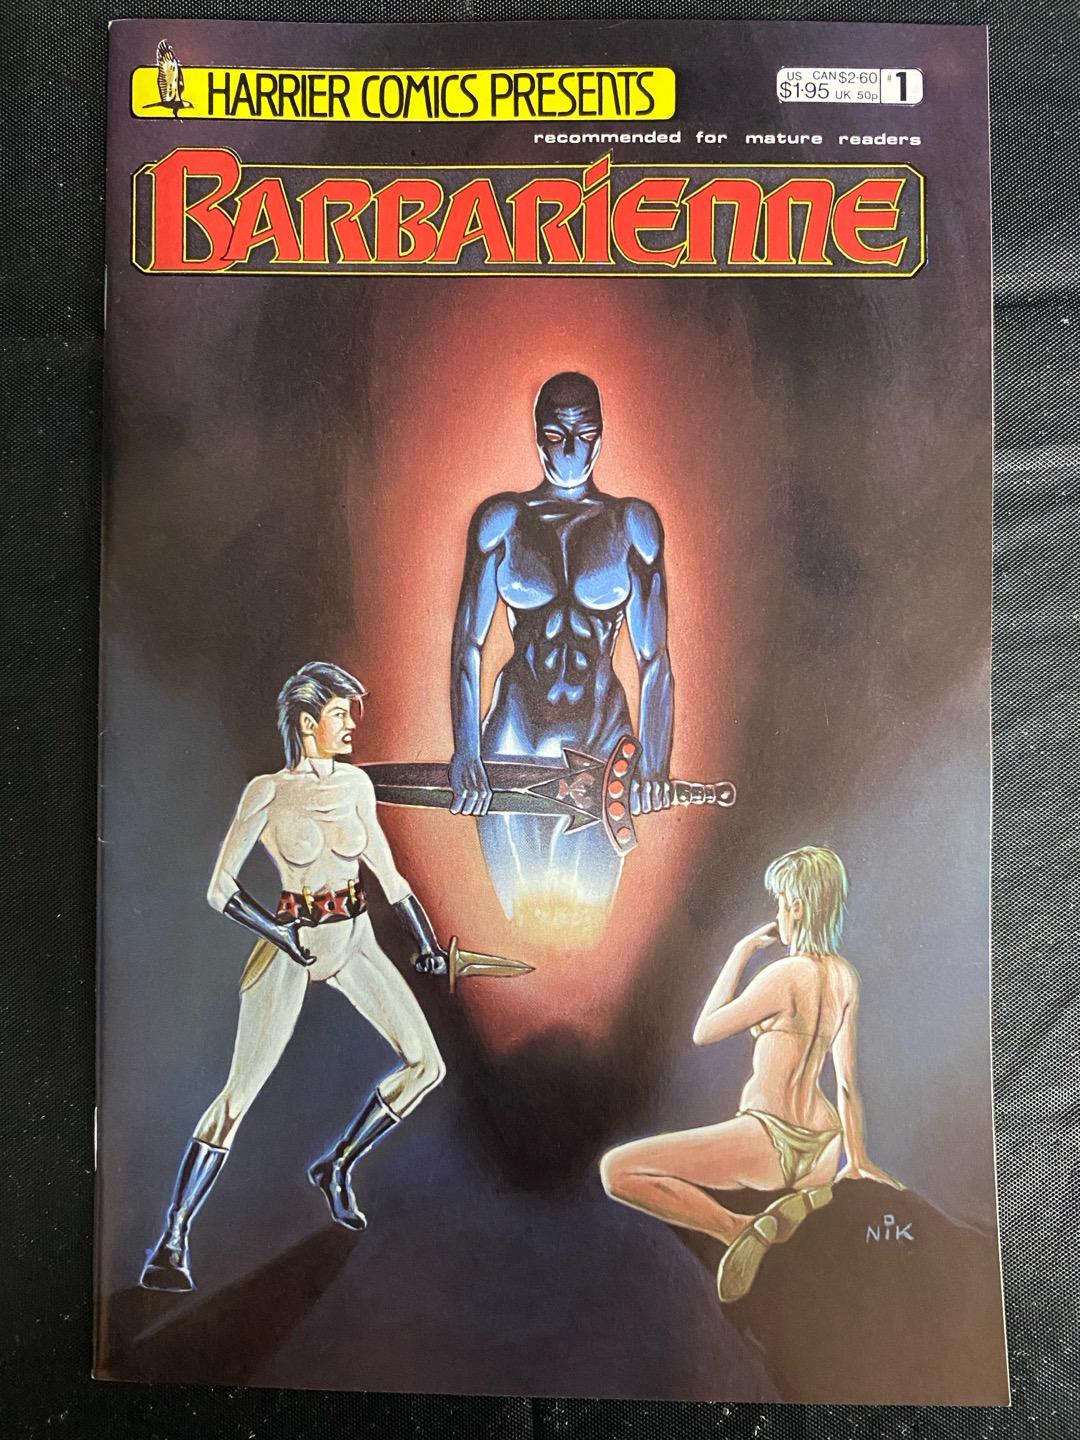 HARRIER COMICS PRESENTS
US CAN $2·60
$1·95 UK 50p
#1
recommended for mature readers
BARBARiENNE
NiK